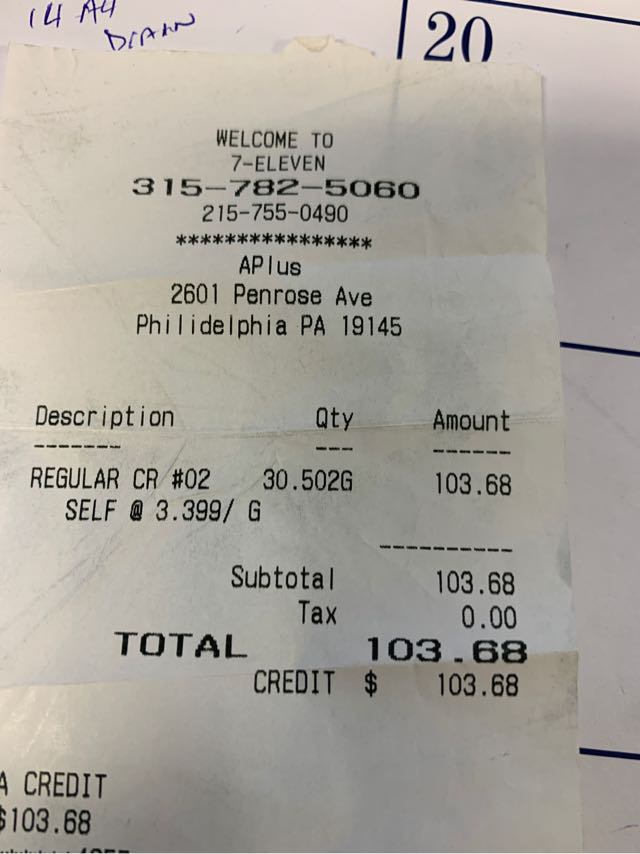 14 A4
DIANN
20
WELCOME TO
7-ELEVEN
315-782-5060
215-755-0490
****************
APlus
2601 Penrose Ave
Philidelphia PA 19145
Description Qty Amount
------- --- ------
REGULAR CR #02 30.502G 103.68
SELF @ 3.399/ G
----------
Subtotal 103.68
Tax 0.00
TOTAL 103.68
CREDIT $ 103.68
A CREDIT
$103.68